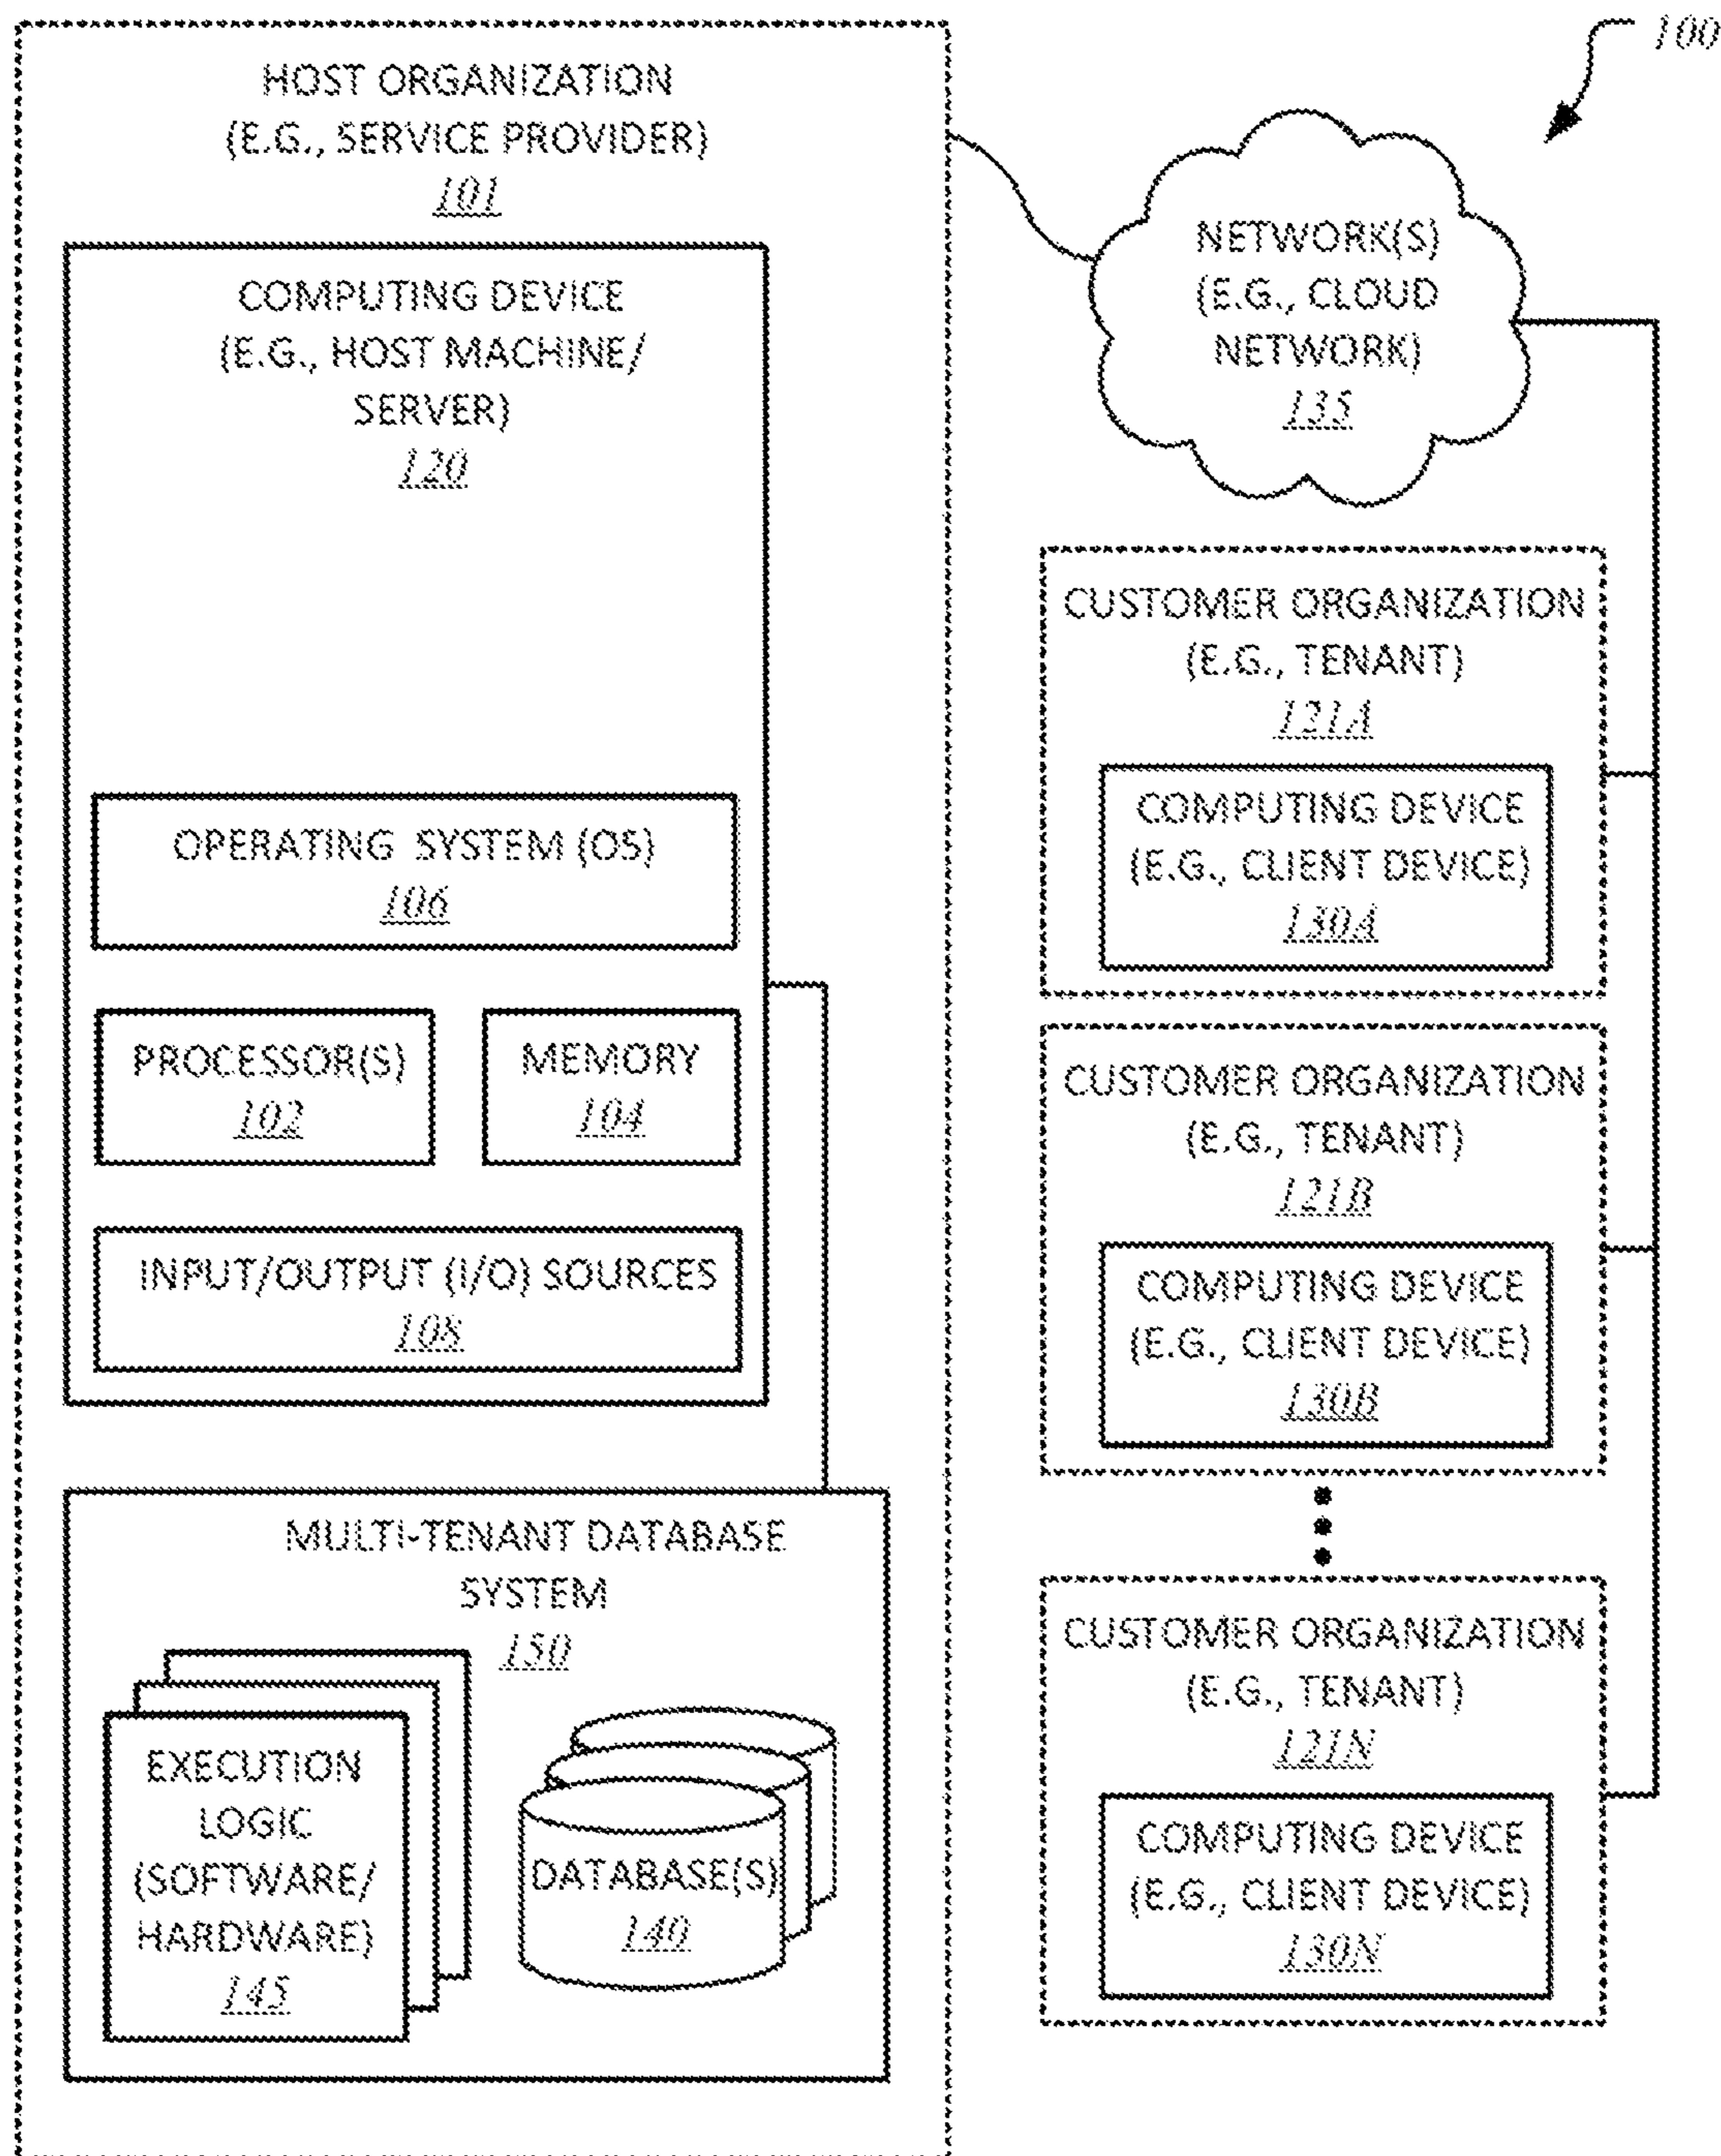 100
HOST ORGANIZATION
(E.G., SERVICE PROVIDER)
101
COMPUTING DEVICE
(E.G., HOST MACHINE/
SERVER)
120
OPERATING SYSTEM (OS)
106
PROCESSOR(S)
102
MEMORY
104
INPUT/OUTPUT (I/O) SOURCES
108
MULTI-TENANT DATABASE
SYSTEM
150
EXECUTION
LOGIC
(SOFTWARE/
HARDWARE)
145
DATABASE(S)
140
NETWORK(S)
(E.G., CLOUD
NETWORK)
135
CUSTOMER ORGANIZATION
(E.G., TENANT)
121A
COMPUTING DEVICE
(E.G., CLIENT DEVICE)
130A
CUSTOMER ORGANIZATION
(E.G., TENANT)
121B
COMPUTING DEVICE
(E.G., CLIENT DEVICE)
130B
CUSTOMER ORGANIZATION
(E.G., TENANT)
121N
COMPUTING DEVICE
(E.G., CLIENT DEVICE)
130N